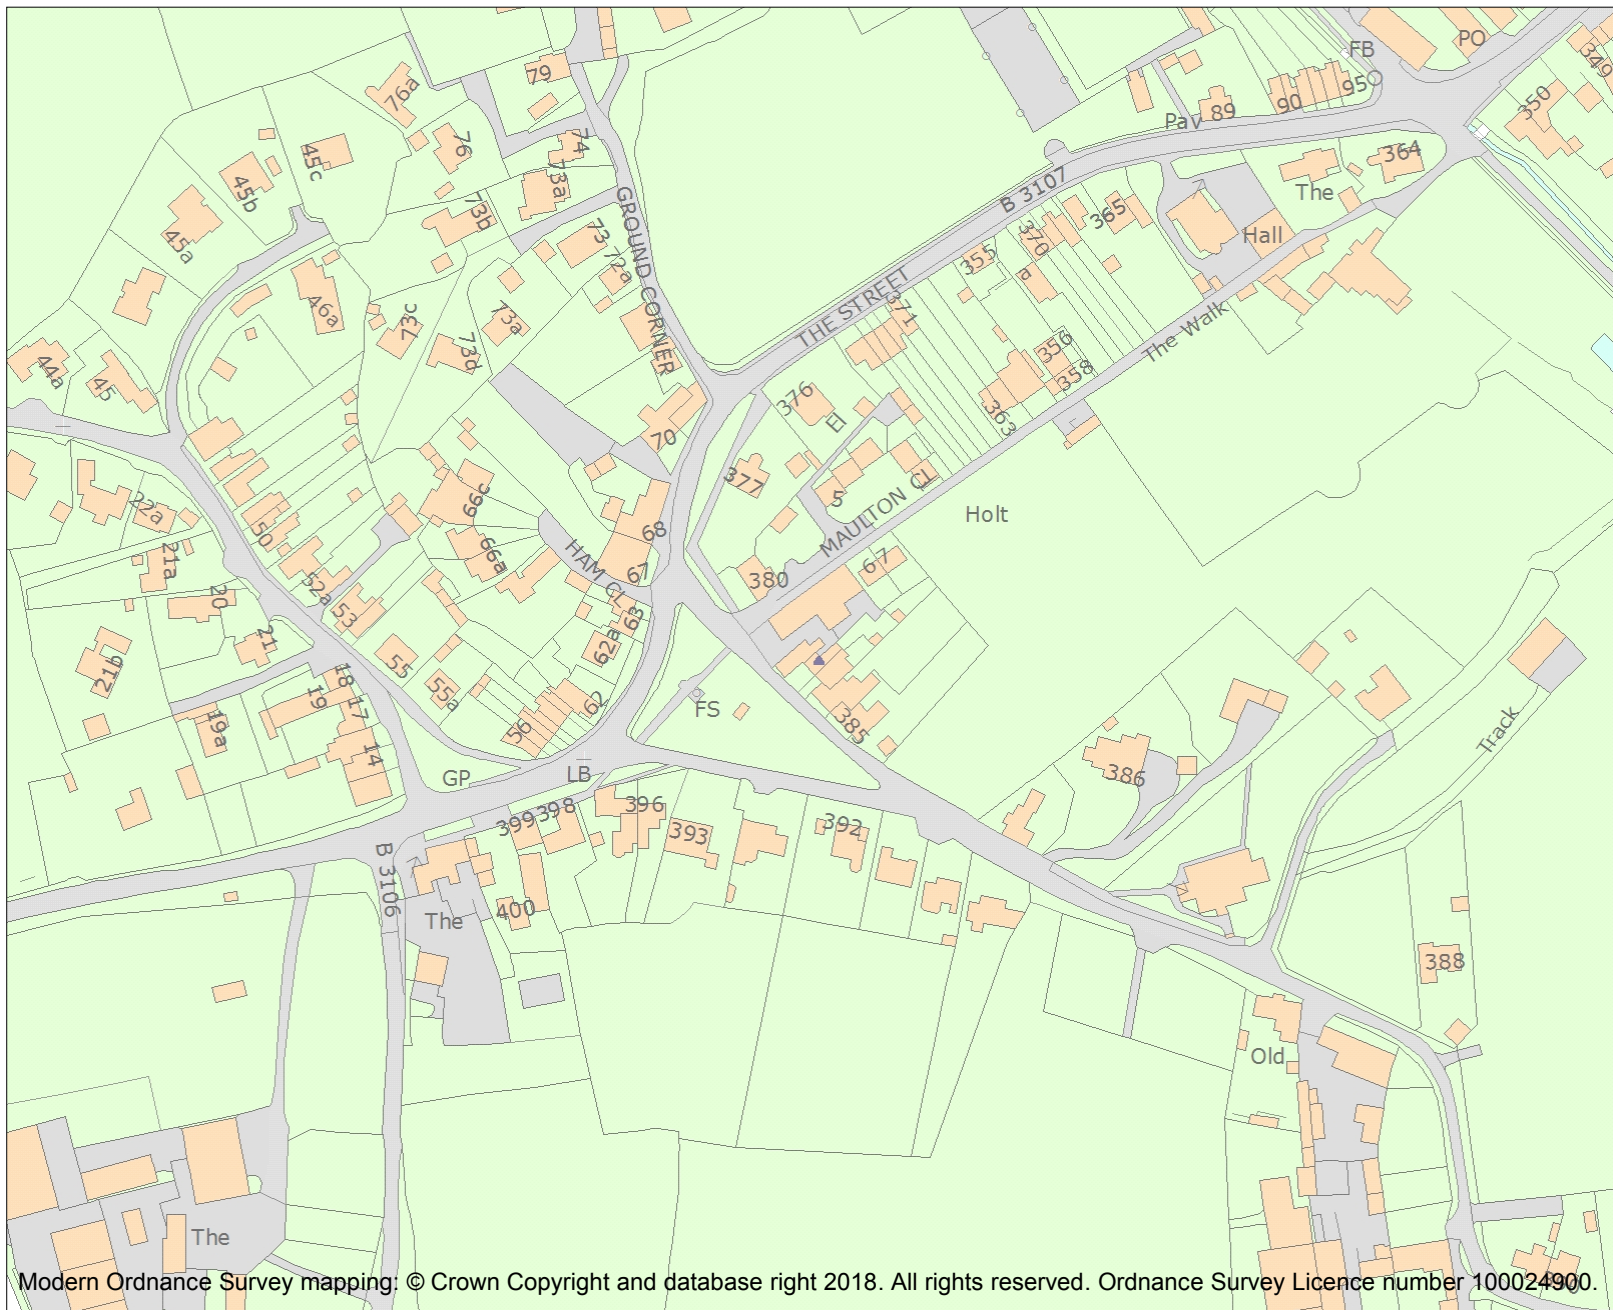 FB
PO
349
79
76a
350
95
90
89
Pav
76
74
364
45c
73a
45b
The
B 3107
73b
365
GROUND CORNER
45a
73
370
Hall
72a
355
a
46a
THE STREET
371
73c
73a
The Walk
73d
356
44a
358
45
376
363
El
70
377
66c
5
22a
Holt
50
68
MAULTON CL
66a
HAM CL
21a
67
6 7
380
52a
20
53
63
21
62a
55
18
21b
55a
19
17
62
FS
19a
56
385
14
Track
GP
LB
386
396
398
399
393
392
B 3106
400
The
388
Old
The
Modern Ordnance Survey mapping: © Crown Copyright and database right 2018. All rights reserved. Ordnance Survey Licence number 100024900.